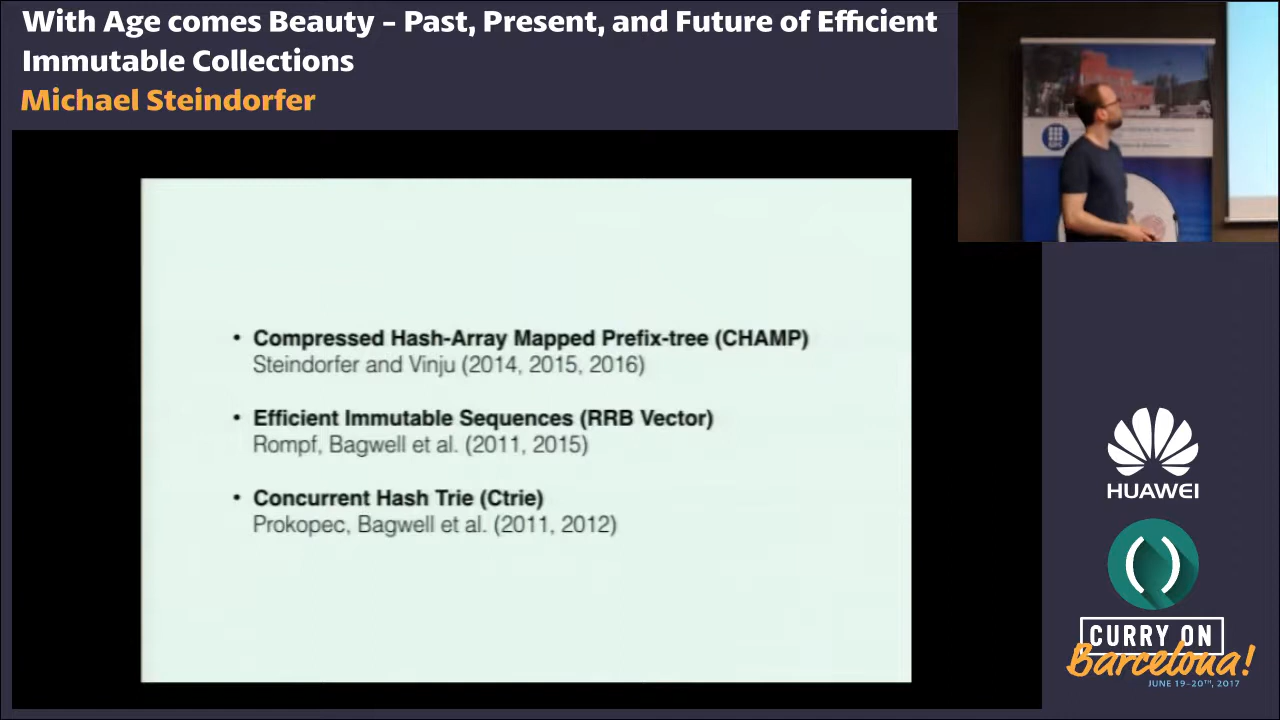 With Age comes Beauty – Past, Present, and Future of Efficient
Immutable Collections
Michael Steindorfer
• Compressed Hash-Array Mapped Prefix-tree (CHAMP)
Steindorfer and Vinju (2014, 2015, 2016)
• Efficient Immutable Sequences (RRB Vector)
Rompf, Bagwell et al. (2011, 2015)
• Concurrent Hash Trie (Ctrie)
Prokopec, Bagwell et al. (2011, 2012)
HUAWEI
CURRY ON
Barcelona!
JUNE 19-20TH, 2017